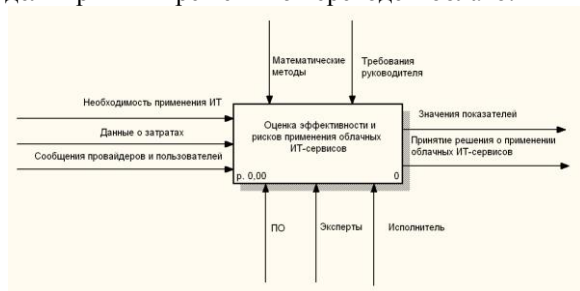 Математические
методы
Требования
руководителя
Необходимость применения ИТ
Данные о затратах
Сообщения провайдеров и пользователей
Оценка эффективности и
рисков применения облачных
ИТ-сервисов
р. 0,00
0
Значения показателей
Принятие решения о применении
облачных ИТ-сервисов
ПО
Эксперты
Исполнитель